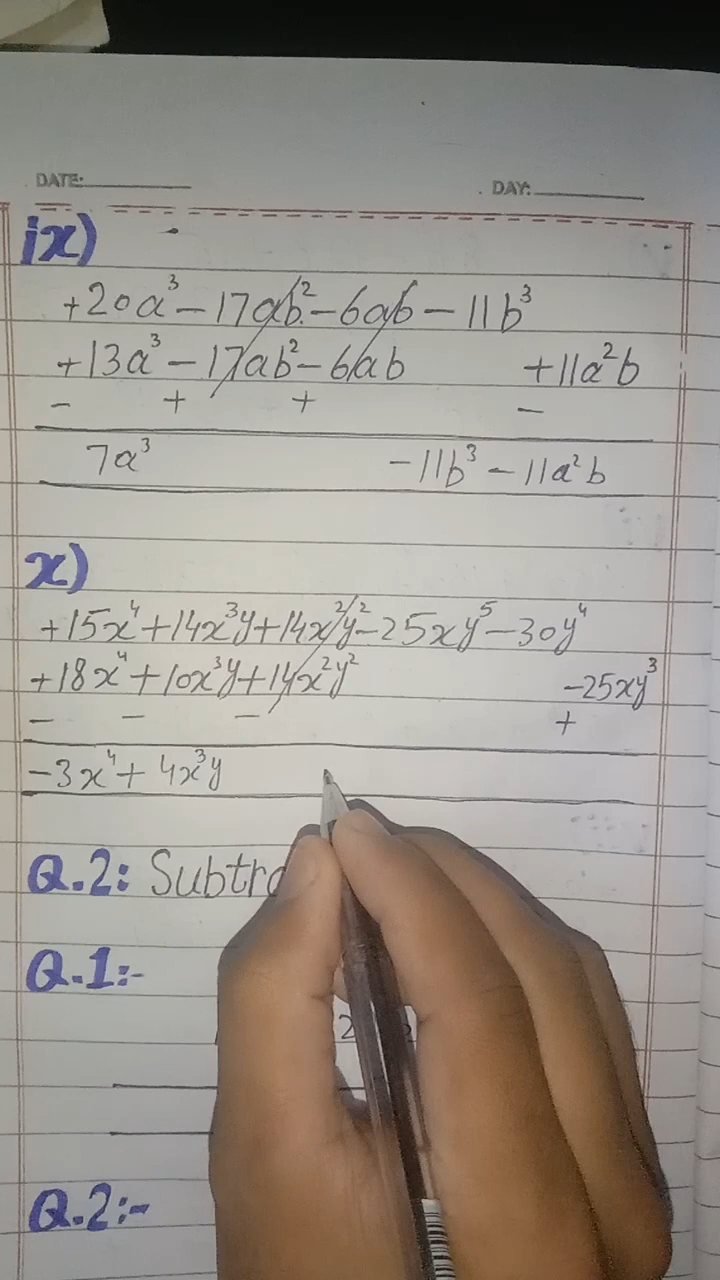 DATE: DAY:
ix)
+20a³ - 17ab² - 6ab - 11b³
+13a³ - 17ab² - 6ab +11a²b
- + + -
7a³ -11b³ - 11a²b
x)
+15x⁴ + 14x³y + 14x²y² - 25xy⁵ - 30y⁴
+18x⁴ + 10x³y + 14x²y² -25xy³
- - - +
-3x⁴ + 4x³y
Q.2:
Q.1:-
2
Q.2:-